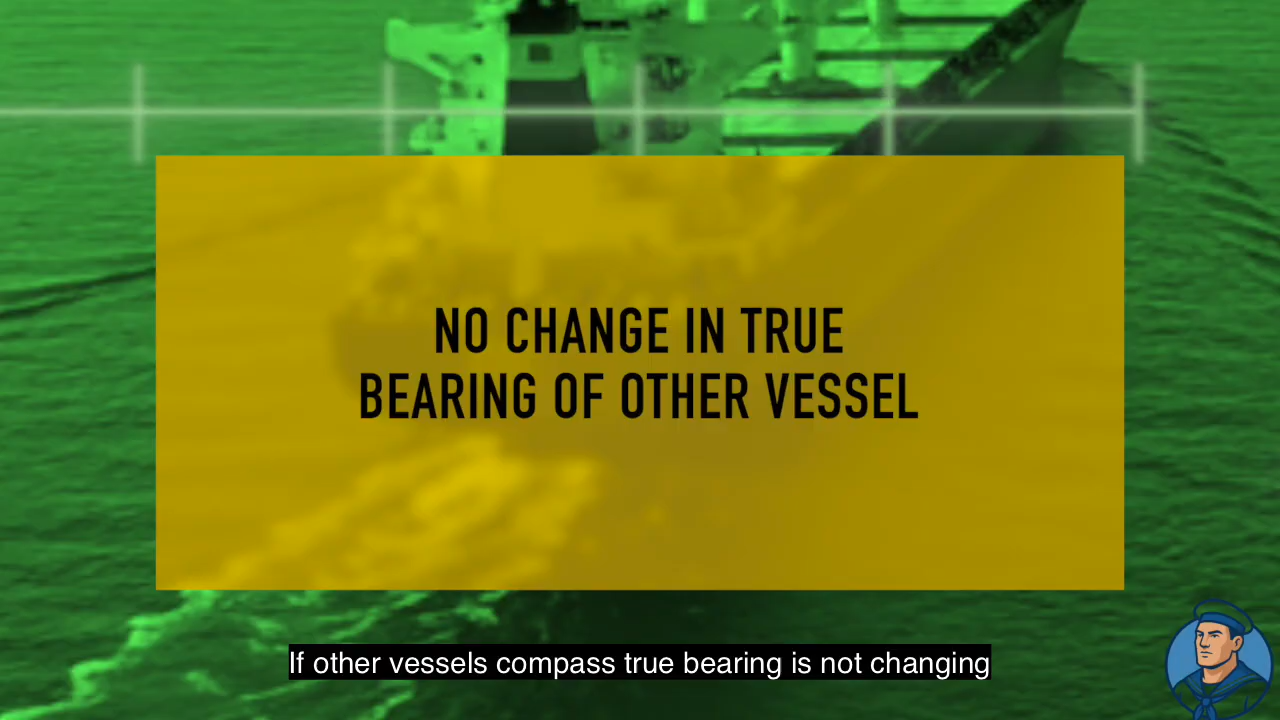 NO CHANGE IN TRUE
BEARING OF OTHER VESSEL
If other vessels compass true bearing is not changing